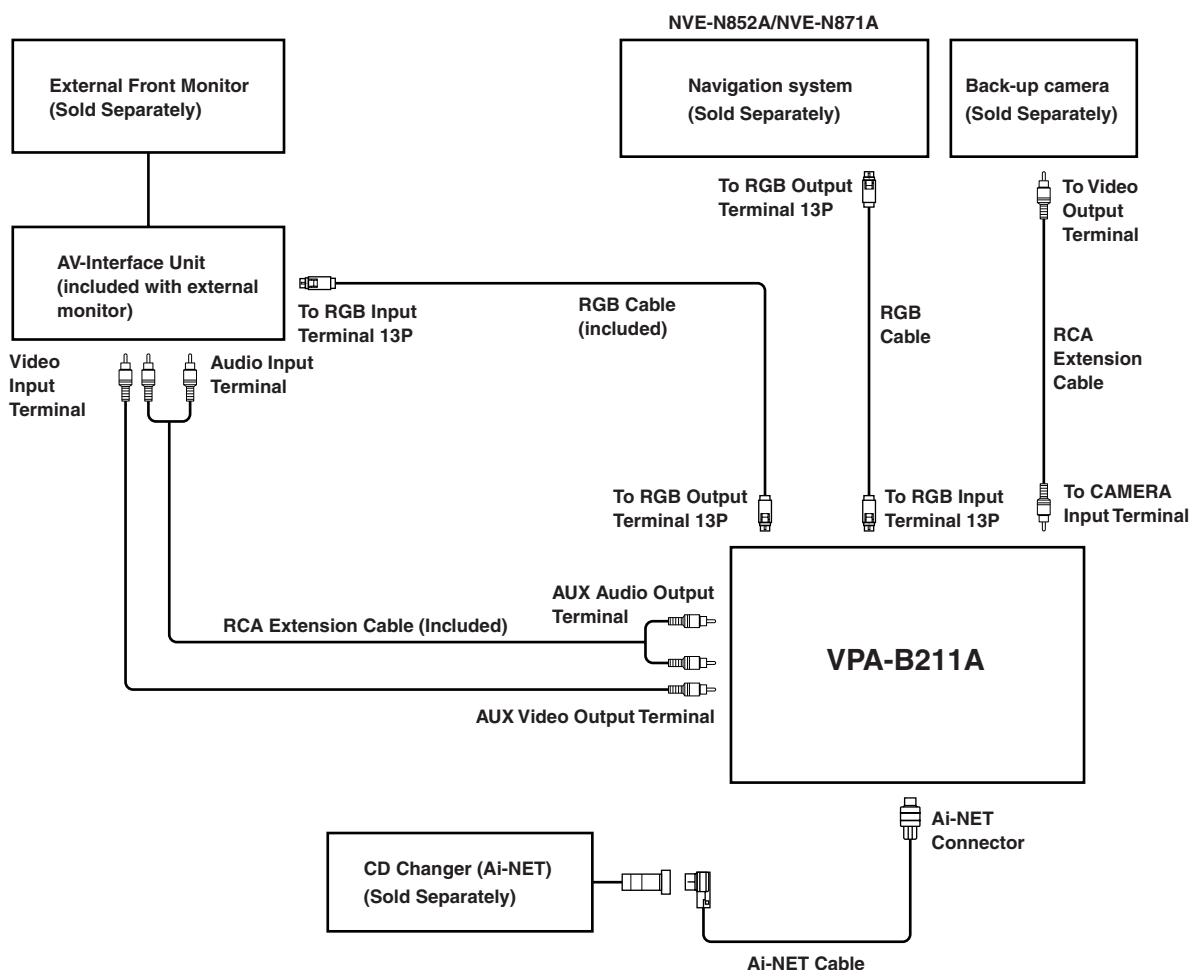 NVE-N852A/NVE-N871A
External Front Monitor
(Sold Separately)
Navigation system
(Sold Separately)
Back-up camera
(Sold Separately)
To RGB Output
Terminal 13P
To Video
Output
Terminal
AV-Interface Unit
(included with external
monitor)
To RGB Input
Terminal 13P
RGB Cable
(included)
RGB
Cable
RCA
Extension
Cable
Video
Input
Terminal
Audio Input
Terminal
To RGB Output
Terminal 13P
To RGB Input
Terminal 13P
To CAMERA
Input Terminal
AUX Audio Output
Terminal
RCA Extension Cable (Included)
VPA-B211A
AUX Video Output Terminal
Ai-NET
Connector
CD Changer (Ai-NET)
(Sold Separately)
Ai-NET Cable